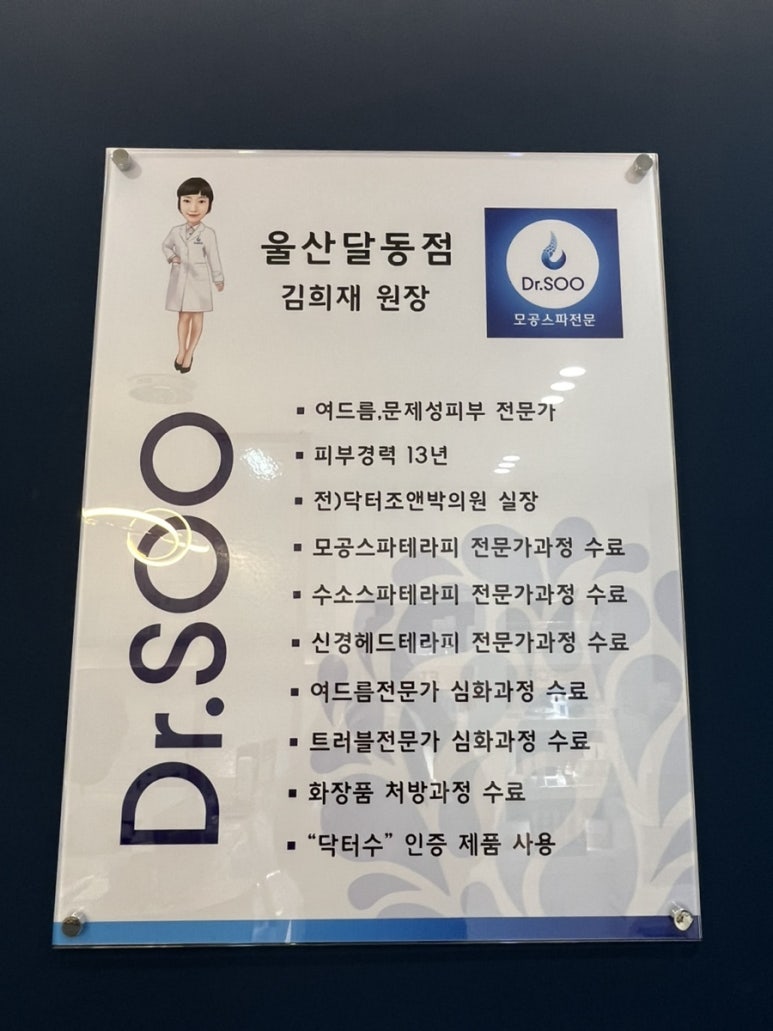 울산달동점
김희재 원장
Dr.SOO
모공스파전문
Dr.SOO
▪ 여드름,문제성피부 전문가
▪ 피부경력 13년
▪ 전)닥터조앤박의원 실장
▪ 모공스파테라피 전문가과정 수료
▪ 수소스파테라피 전문가과정 수료
▪ 신경헤드테라피 전문가과정 수료
▪ 여드름전문가 심화과정 수료
▪ 트러블전문가 심화과정 수료
▪ 화장품 처방과정 수료
▪ “닥터수” 인증 제품 사용